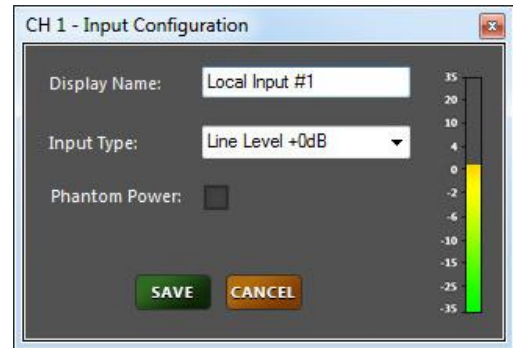 CH 1 - Input Configuration
Display Name: Local Input #1
Input Type: Line Level +0dB
Phantom Power:
SAVE CANCEL
35
20
10
4
0
-2
-6
-10
-15
-25
-35